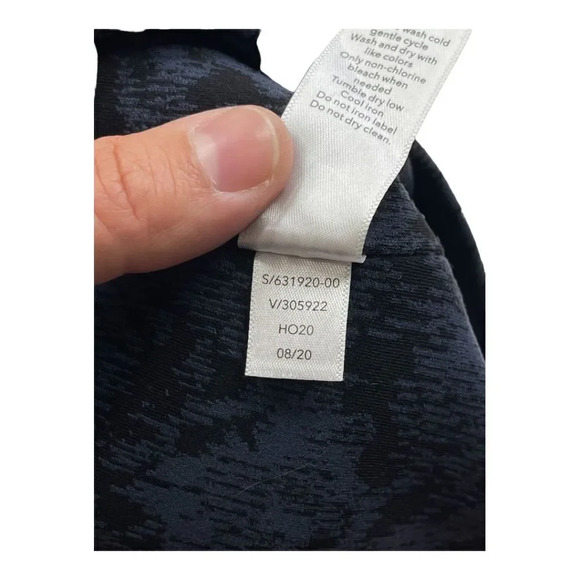 wash cold
gentle cycle
Wash and dry with
like colors
Only non-chlorine
bleach when
needed
Tumble dry low
Cool iron
Do not iron label
Do not dry clean.
S/631920-00
V/305922
HO20
08/20